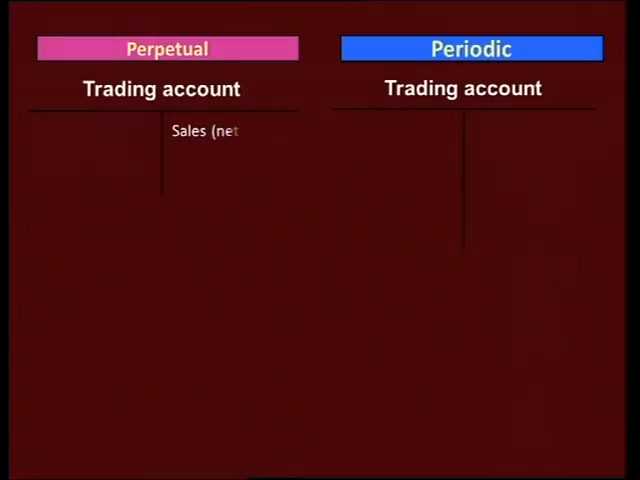 Perpetual
Trading account
Sales (net
Periodic
Trading account